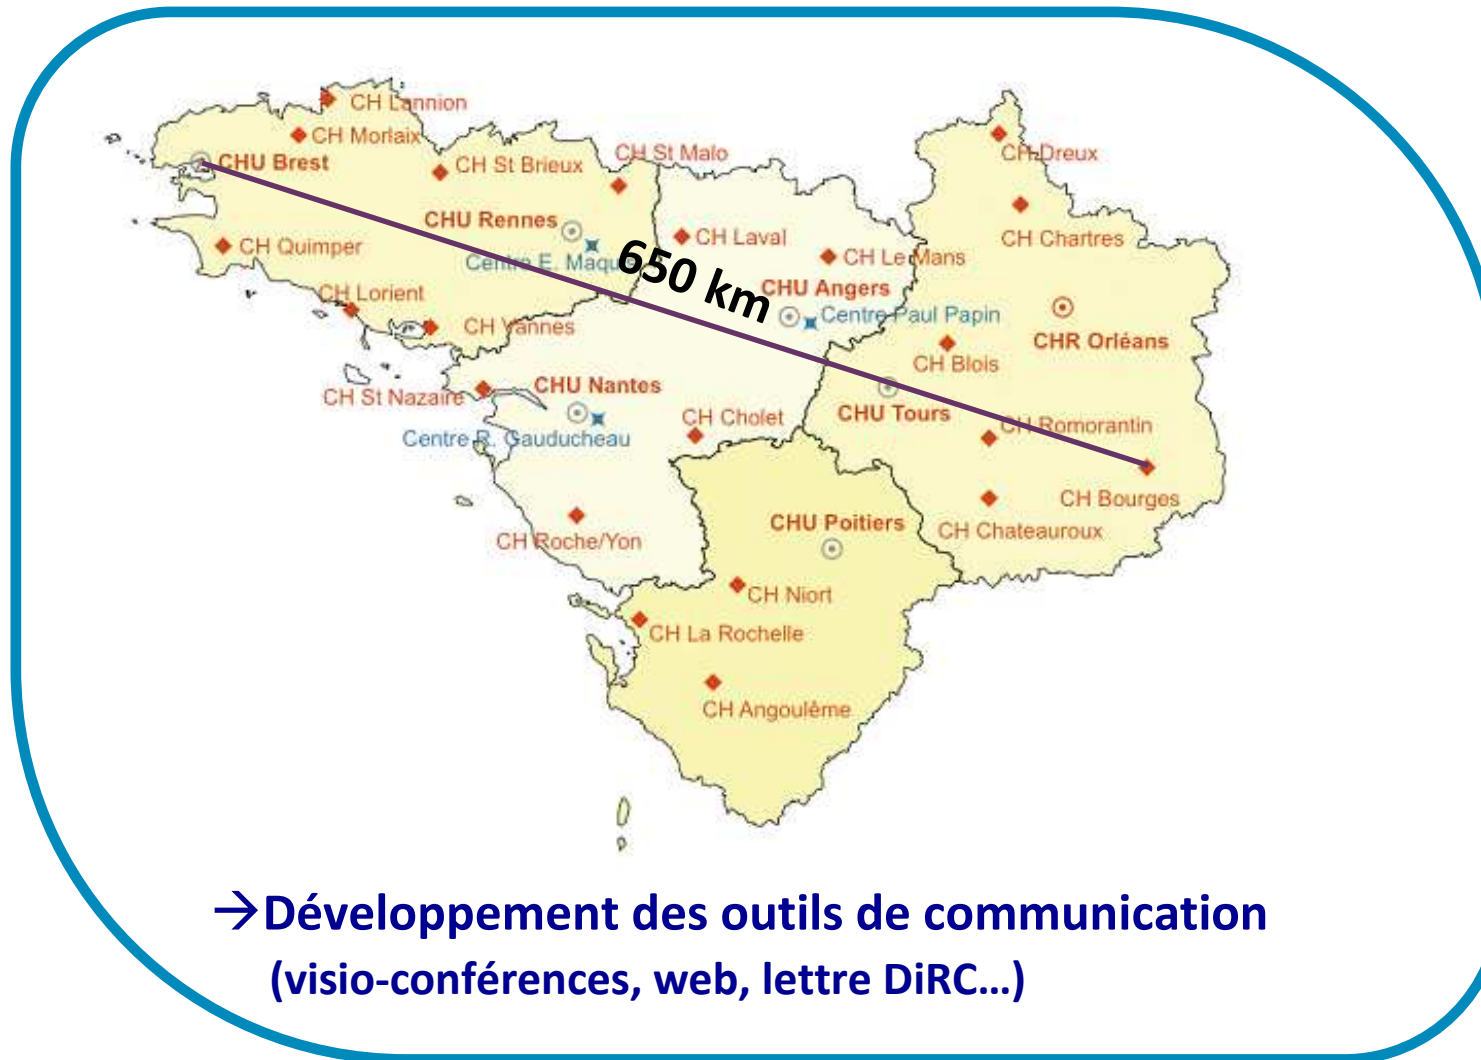 CH Lannion
CH Morlaix
CHU Brest
CH St Brieux
CH St Malo
CH Dreux
CHU Rennes
CH Quimper
Centre E. Maquis
CH Laval
CH Le Mans
CH Chartres
650 km
CH Lorient
CH Vannes
CHU Angers
Centre Paul Papin
CHR Orléans
CH Blois
CH St Nazaire
CHU Nantes
Centre R. Gauducheau
CH Cholet
CHU Tours
CH Romorantin
CH Bourges
CH Roche/Yon
CHU Poitiers
CH Chateauroux
CH Niort
CH La Rochelle
CH Angoulême
→Développement des outils de communication
(visio-conférences, web, lettre DiRC…)